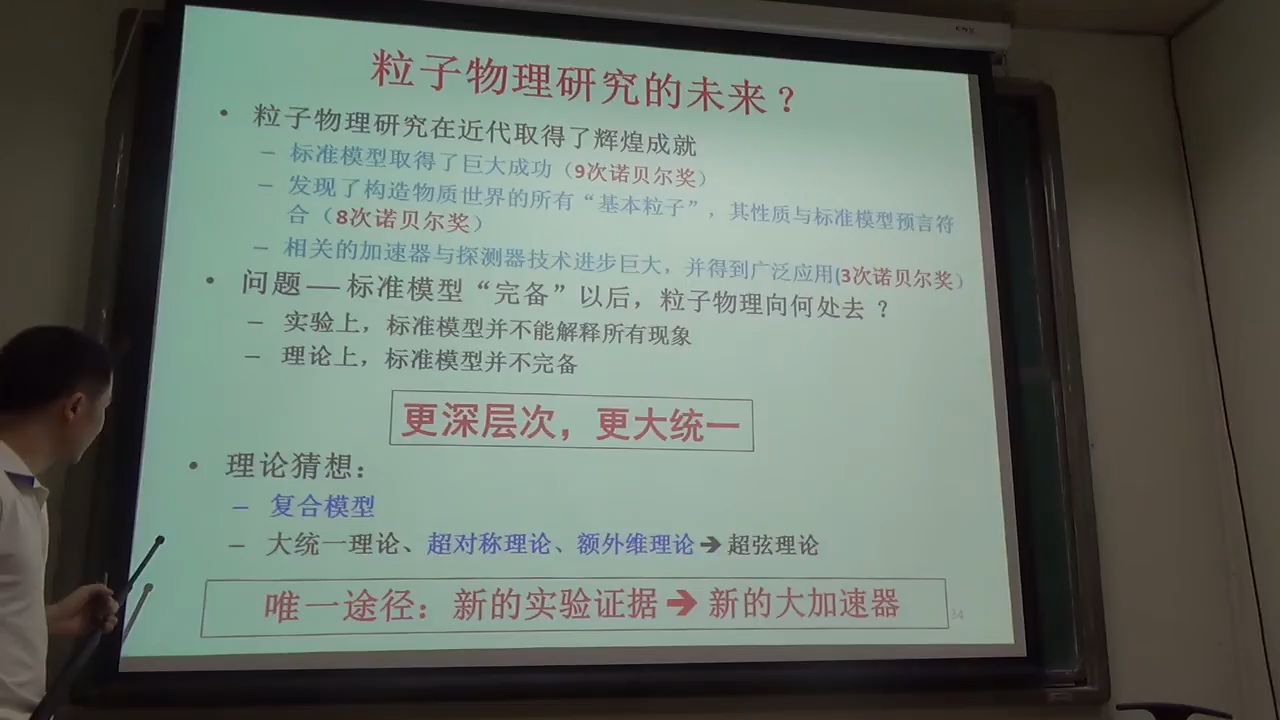 粒子物理研究的未来？
• 粒子物理研究在近代取得了辉煌成就
– 标准模型取得了巨大成功（9次诺贝尔奖）
– 发现了构造物质世界的所有“基本粒子”，其性质与标准模型预言符
合（8次诺贝尔奖）
– 相关的加速器与探测器技术进步巨大，并得到广泛应用(3次诺贝尔奖）
• 问题 — 标准模型“完备”以后，粒子物理向何处去 ？
– 实验上，标准模型并不能解释所有现象
– 理论上，标准模型并不完备
更深层次，更大统一
• 理论猜想：
– 复合模型
– 大统一理论、超对称理论、额外维理论➔超弦理论
唯一途径：新的实验证据➔新的大加速器
34